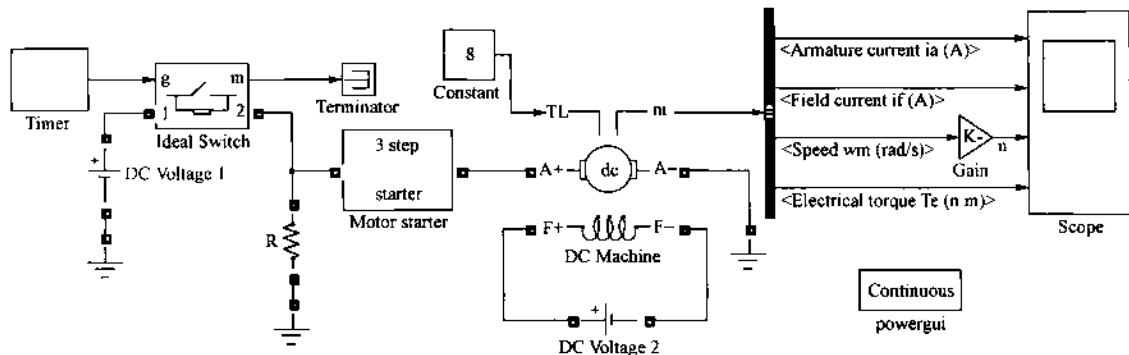 Timer
g
m
1
2
Ideal Switch
Terminator
+
DC Voltage 1
R
3 step
starter
Motor starter
8
Constant
TL
m
A+
dc
A−
F+
F−
DC Machine
+
DC Voltage 2
<Armature current ia (A)>
<Field current if (A)>
<Speed wm (rad/s)>
K-
n
Gain
<Electrical torque Te (n m)>
Scope
Continuous
powergui